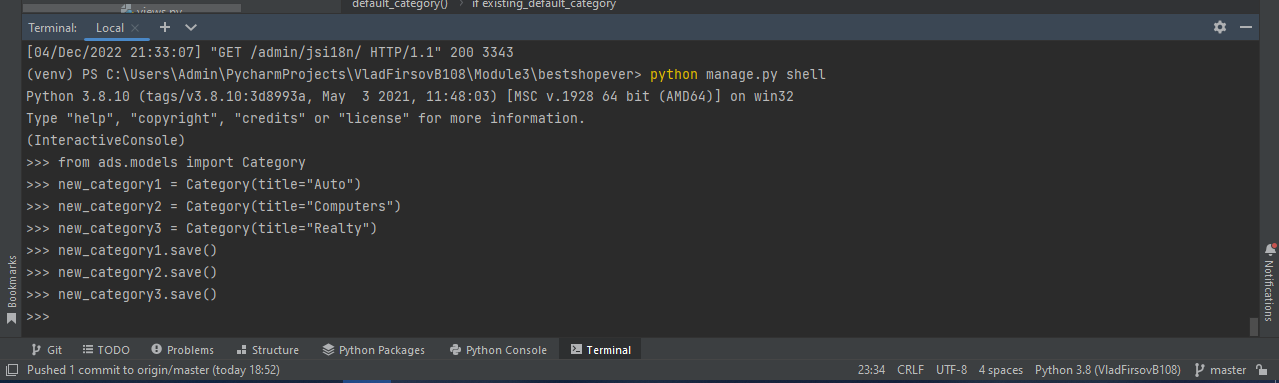 views.py
default_category() › if existing_default_category
Terminal: Local × +
[04/Dec/2022 21:33:07] "GET /admin/jsi18n/ HTTP/1.1" 200 3343
(venv) PS C:\Users\Admin\PycharmProjects\VladFirsovB108\Module3\bestshopever> python manage.py shell
Python 3.8.10 (tags/v3.8.10:3d8993a, May  3 2021, 11:48:03) [MSC v.1928 64 bit (AMD64)] on win32
Type "help", "copyright", "credits" or "license" for more information.
(InteractiveConsole)
>>> from ads.models import Category
>>> new_category1 = Category(title="Auto")
>>> new_category2 = Category(title="Computers")
>>> new_category3 = Category(title="Realty")
>>> new_category1.save()
>>> new_category2.save()
>>> new_category3.save()
>>>
Bookmarks
Notifications
Git TODO Problems Structure Python Packages Python Console Terminal
Pushed 1 commit to origin/master (today 18:52) 23:34 CRLF UTF-8 4 spaces Python 3.8 (VladFirsovB108) master